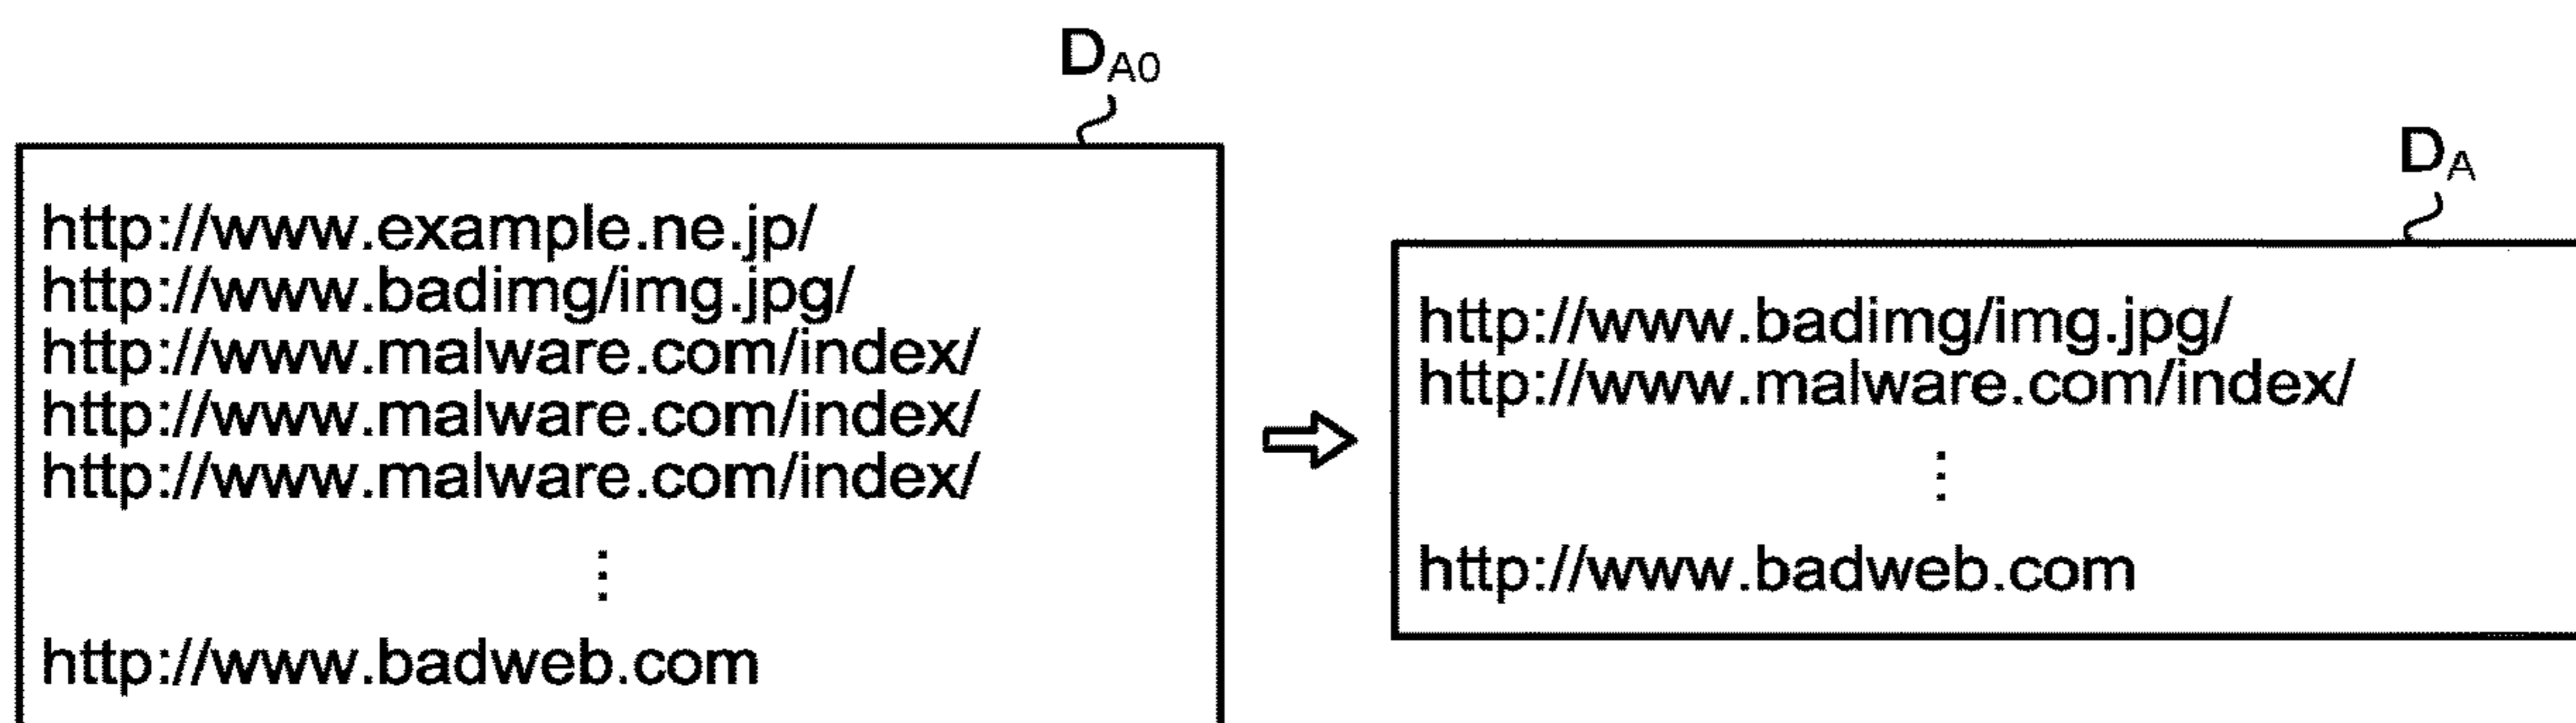 DA0
http://www.example.ne.jp/
http://www.badimg/img.jpg/
http://www.malware.com/index/
http://www.malware.com/index/
http://www.malware.com/index/
⋮
http://www.badweb.com
DA
http://www.badimg/img.jpg/
http://www.malware.com/index/
⋮
http://www.badweb.com